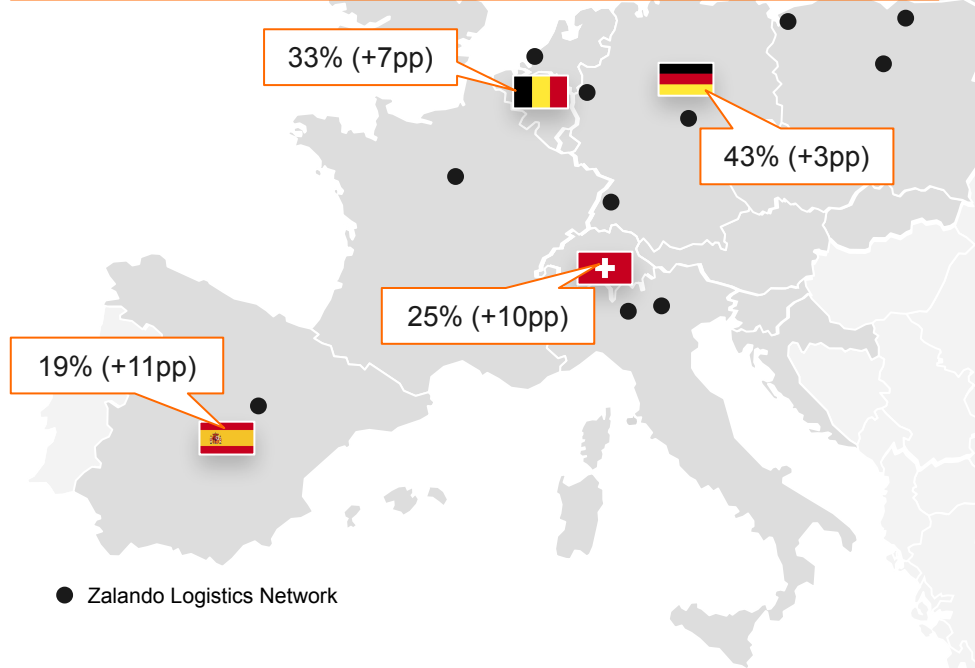 33% (+7pp)
43% (+3pp)
25% (+10pp)
19% (+11pp)
Zalando Logistics Network